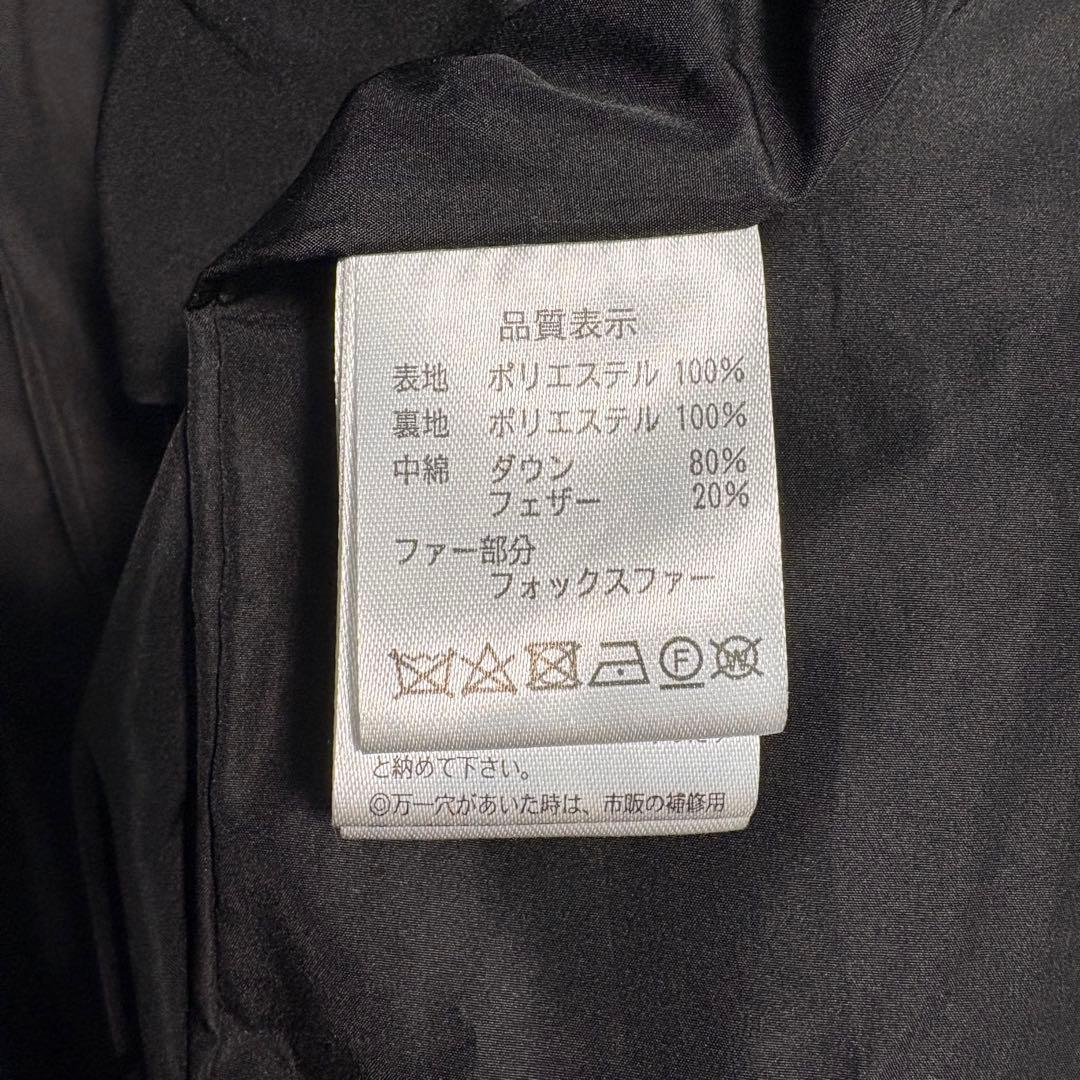 品質表示
表地 ポリエステル 100%
裏地 ポリエステル 100%
中綿 ダウン 80%
フェザー 20%
ファー部分
フォックスファー
F W
と納めて下さい。
◎万一穴があいた時は、市販の補修用